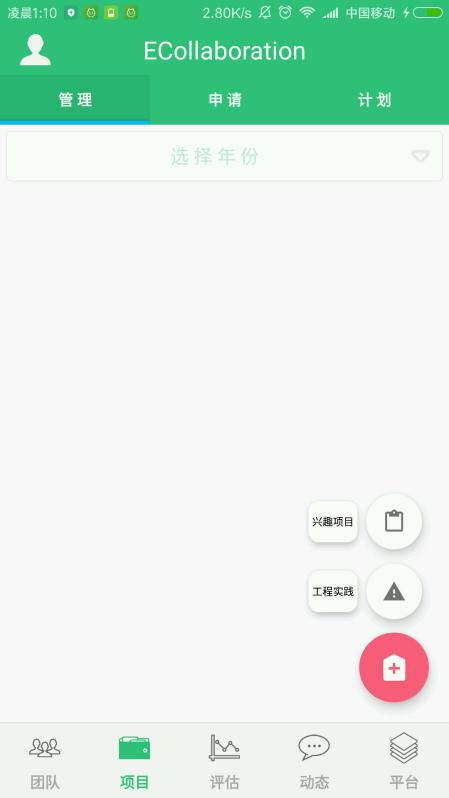 凌晨1:10 2.80K/s 中国移动
ECollaboration
管理 申请 计划
选择年份
兴趣项目
工程实践
团队 项目 评估 动态 平台